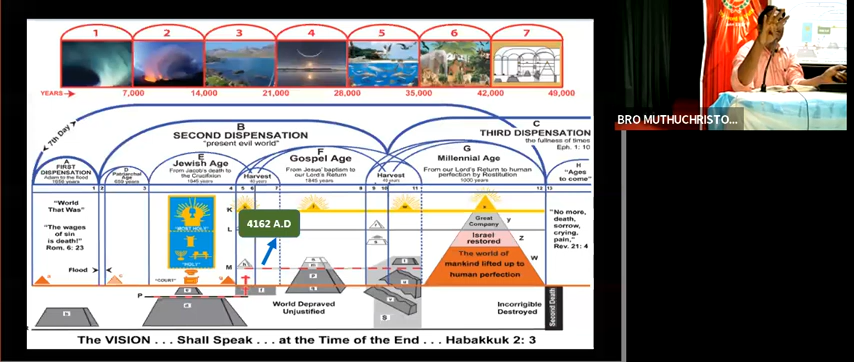 1 2 3 4 5 6 7
YEARS → 7,000 14,000 21,000 28,000 35,000 42,000 49,000
7th Day
A
FIRST DISPENSATION
Adam to the flood
1656 years
B
SECOND DISPENSATION
"present evil world"
C
THIRD DISPENSATION
the fullness of times
Eph. 1: 10
D
Patriarchal Age
659 years
E
Jewish Age
From Jacob's death to
the Crucifixion
1845 years
Harvest
F
Gospel Age
From Jesus' baptism to
our Lord's Return
1845 years
Harvest
G
Millennial Age
From our Lord's Return to human
perfection by Restitution
1000 years
H
"Ages
to come"
1 2 3 4 5 6 7 8 9 10 11 12 13
"World
That Was"
"The wages
of sin
is death!"
Rom. 6: 23
Flood
"MOST HOLY"
"HOLY"
"COURT"
K
L
M
P
4162 A.D
World Depraved
Unjustified
S
Great
Company
Israel
restored
The world of
mankind lifted up to
human perfection
y
Z
W
Incorrigible
Destroyed
"No more,
death,
sorrow,
crying,
pain,"
Rev. 21: 4
Second Death
The VISION . . . Shall Speak . . . at the Time of the End . . . Habakkuk 2: 3
BRO MUTHUCHRISTO...